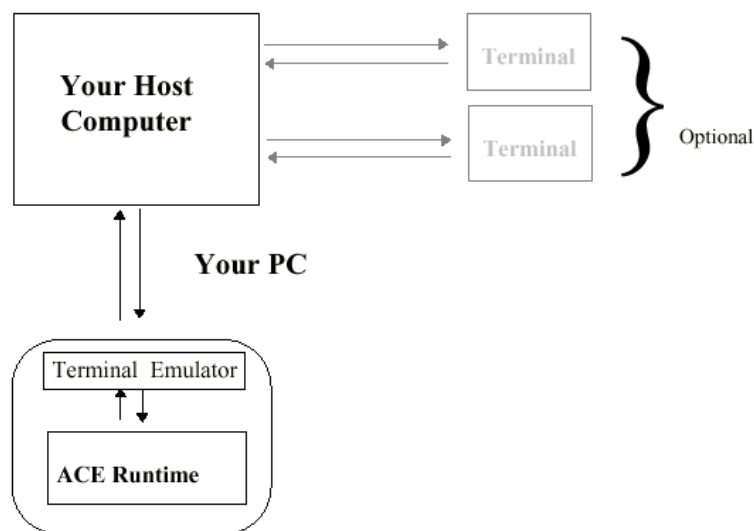 Your Host
Computer
Terminal
Terminal
Optional
Your PC
Terminal Emulator
ACE Runtime